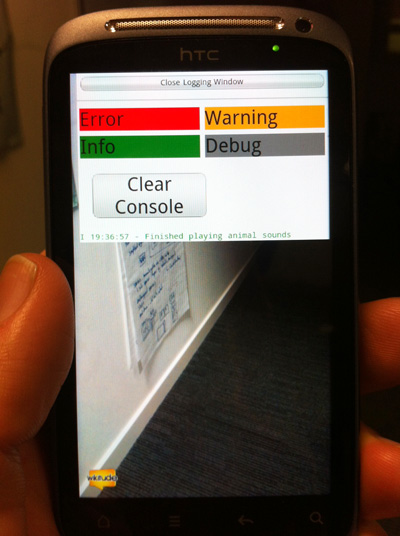 hTC
Close Logging Window
Error
Warning
Info
Debug
Clear
Console
I 19:36:57 - Finished playing animal sounds
wikitude